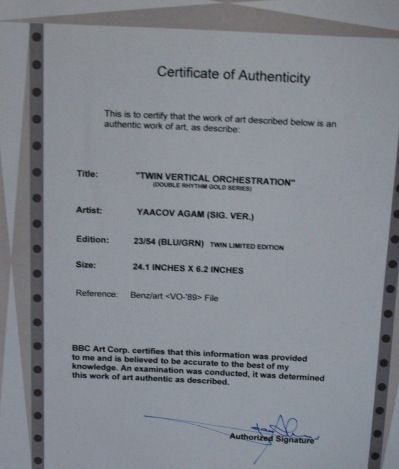 Certificate of Authenticity
This is to certify that the work of art described below is an
authentic work of art, as describe:
Title: "TWIN VERTICAL ORCHESTRATION"
(DOUBLE RHYTHM GOLD SERIES)
Artist: YAACOV AGAM (SIG. VER.)
Edition: 23/54 (BLU/GRN) TWIN LIMITED EDITION
Size: 24.1 INCHES X 6.2 INCHES
Reference: Benz/art <VO-'89> File
BBC Art Corp. certifies that this information was provided
to me and is believed to be accurate to the best of my
knowledge. An examination was conducted, it was determined
this work of art authentic as described.
Authorized Signature